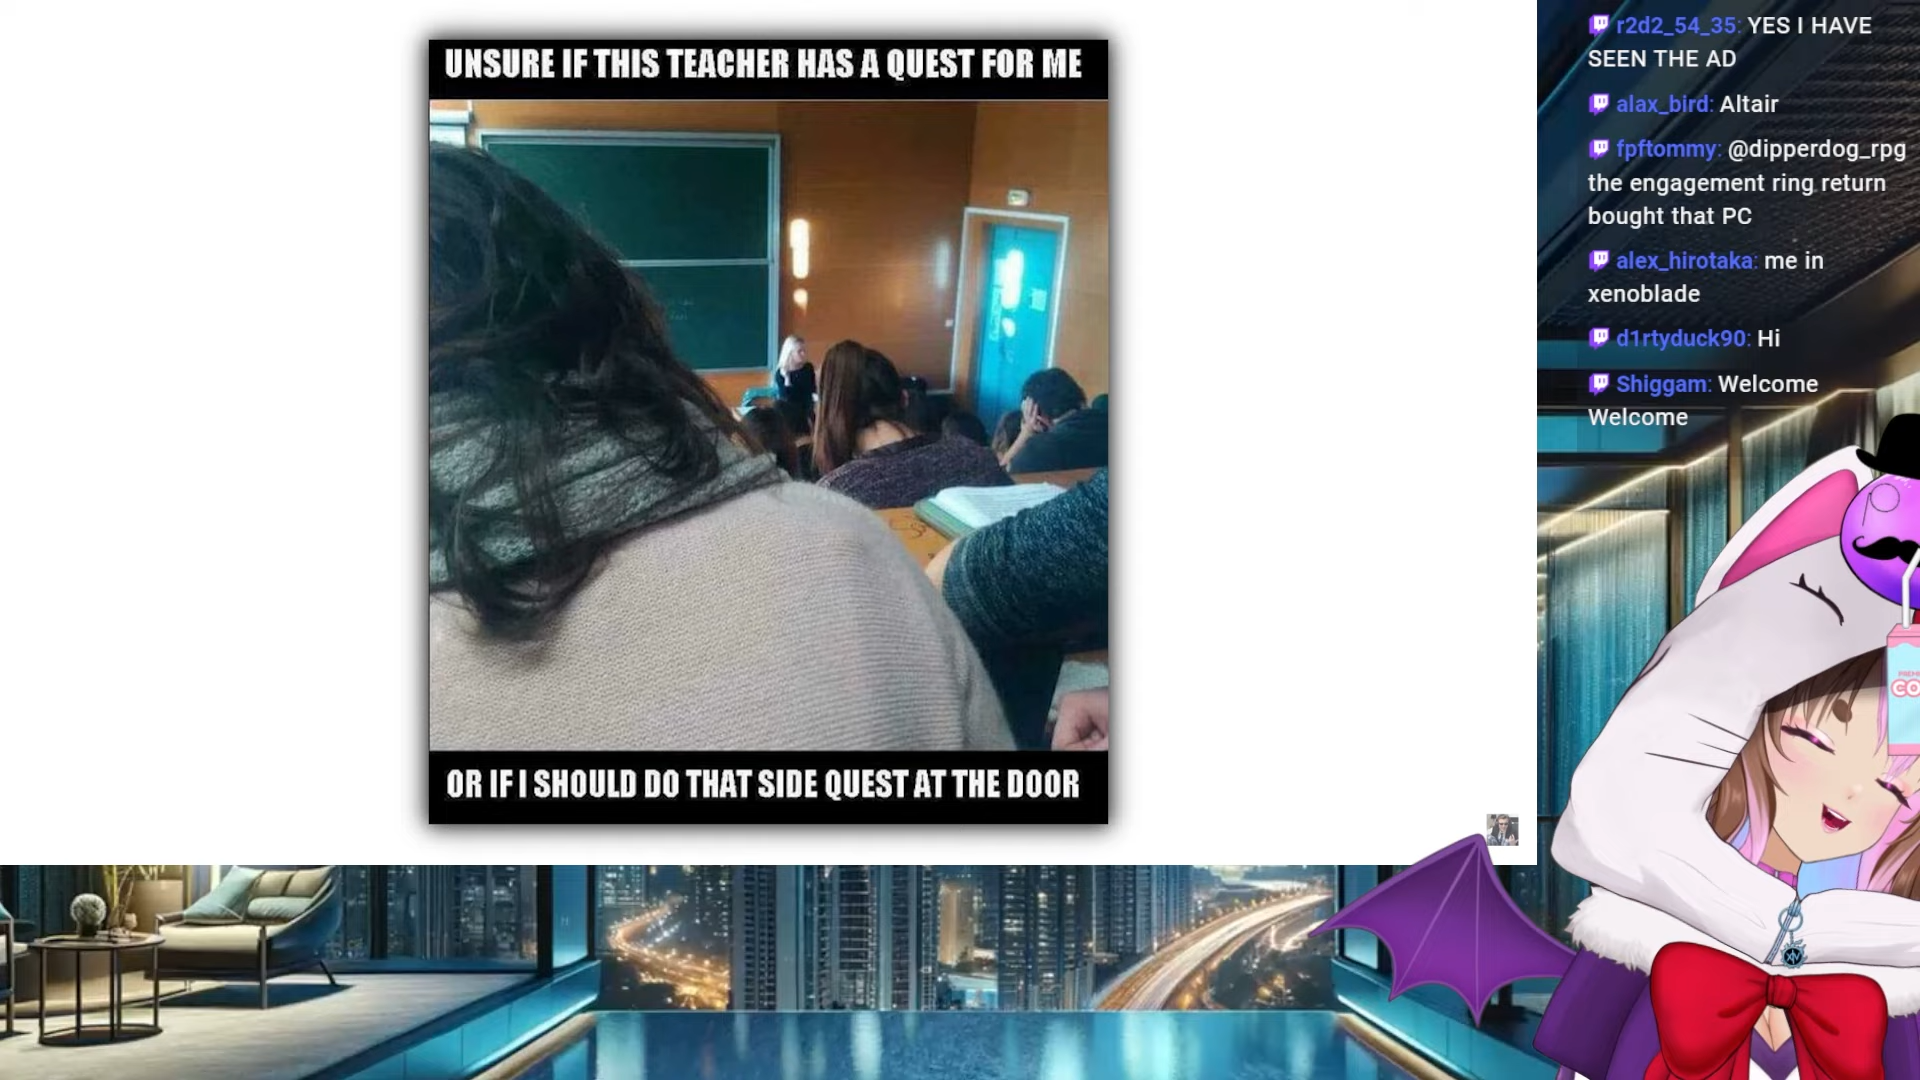 UNSURE IF THIS TEACHER HAS A QUEST FOR ME
OR IF I SHOULD DO THAT SIDE QUEST AT THE DOOR
r2d2_54_35: YES I HAVE
SEEN THE AD
alax_bird: Altair
fpftommy: @dipperdog_rpg
the engagement ring return
bought that PC
alex_hirotaka: me in
xenoblade
d1rtyduck90: Hi
Shiggam: Welcome
Welcome
CO
XIV